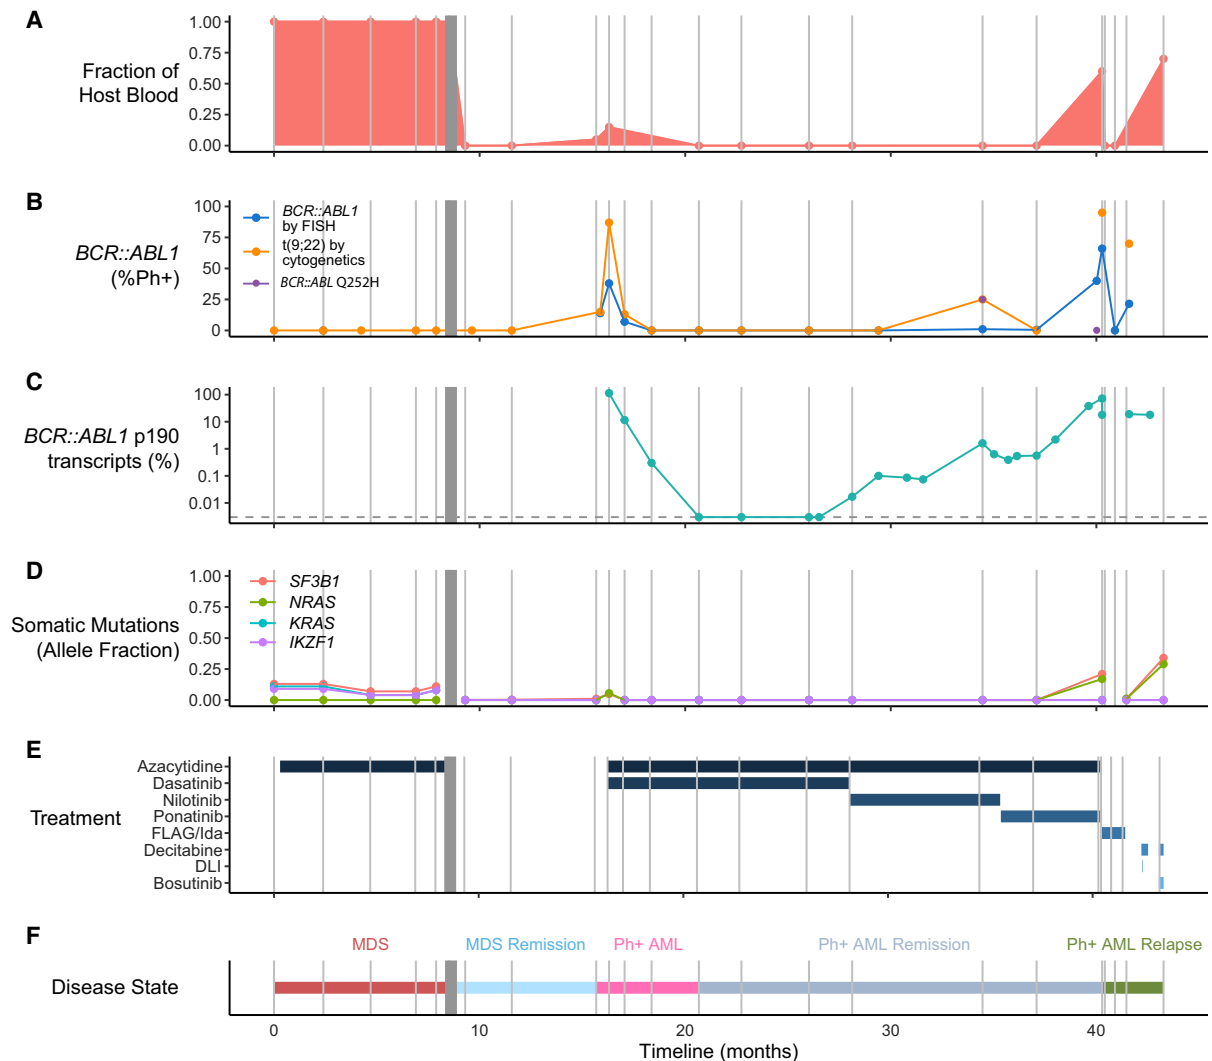 A
Fraction of
Host Blood
1.00
0.75
0.50
0.25
0.00
B
BCR::ABL1
(%Ph+)
100
75
50
25
0
BCR::ABL1
by FISH
t(9;22) by
cytogenetics
BCR::ABL Q252H
C
BCR::ABL1 p190
transcripts (%)
100
10
1
0.1
0.01
D
Somatic Mutations
(Allele Fraction)
1.00
0.75
0.50
0.25
0.00
SF3B1
NRAS
KRAS
IKZF1
E
Treatment
Azacytidine
Dasatinib
Nilotinib
Ponatinib
FLAG/Ida
Decitabine
DLI
Bosutinib
F
Disease State
MDS MDS Remission Ph+ AML Ph+ AML Remission Ph+ AML Relapse
0 10 20 30 40
Timeline (months)